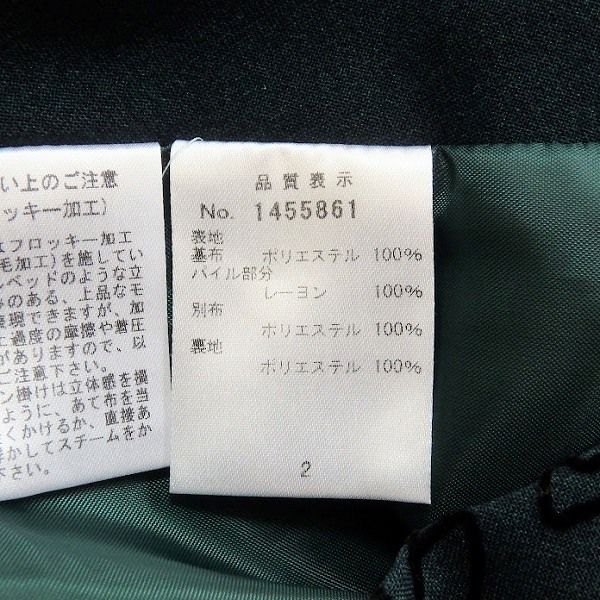 い上のご注意
ッキー加工)
はフロッキー加工
毛加工)を施してい
ベッドのような立
みのある、上品なモ
現できますが、加
過度の摩擦や着圧
がありますので、以
ご注意下さい。
ン掛けは立体感を損
ように、あて布を当
くかけるか、直接あ
かしてスチームをか
下さい。
品質表示
No. 1455861
表地
基布 ポリエステル 100%
パイル部分
レーヨン 100%
別布
ポリエステル 100%
裏地
ポリエステル 100%
2